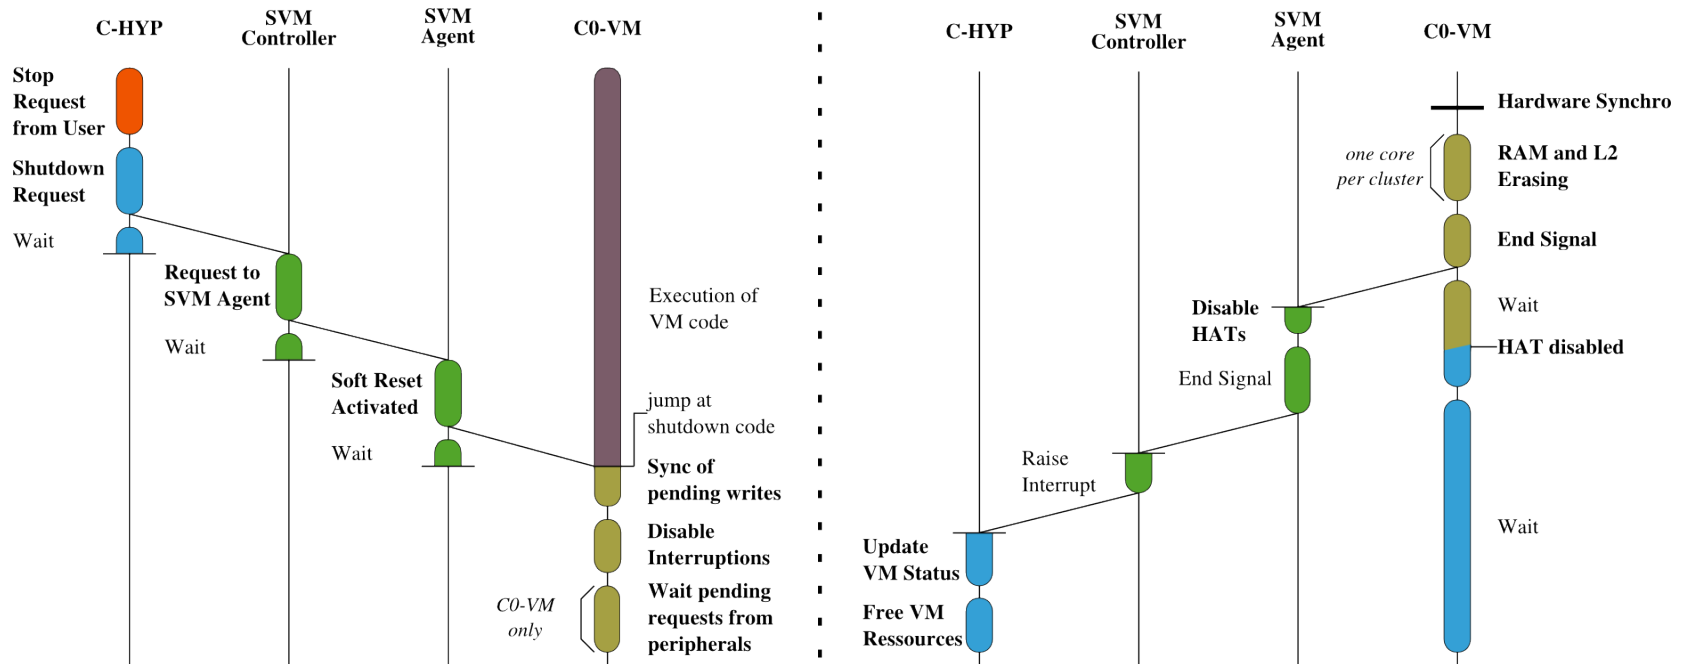 C-HYP
SVM
Controller
SVM
Agent
C0-VM
Stop
Request
from User
Shutdown
Request
Wait
Request to
SVM Agent
Wait
Soft Reset
Activated
Wait
Execution of
VM code
jump at
shutdown code
Sync of
pending writes
Disable
Interruptions
C0-VM
only
Wait pending
requests from
peripherals
C-HYP
SVM
Controller
SVM
Agent
C0-VM
Hardware Synchro
one core
per cluster
RAM and L2
Erasing
End Signal
Disable
HATs
Wait
HAT disabled
End Signal
Raise
Interrupt
Wait
Update
VM Status
Free VM
Ressources